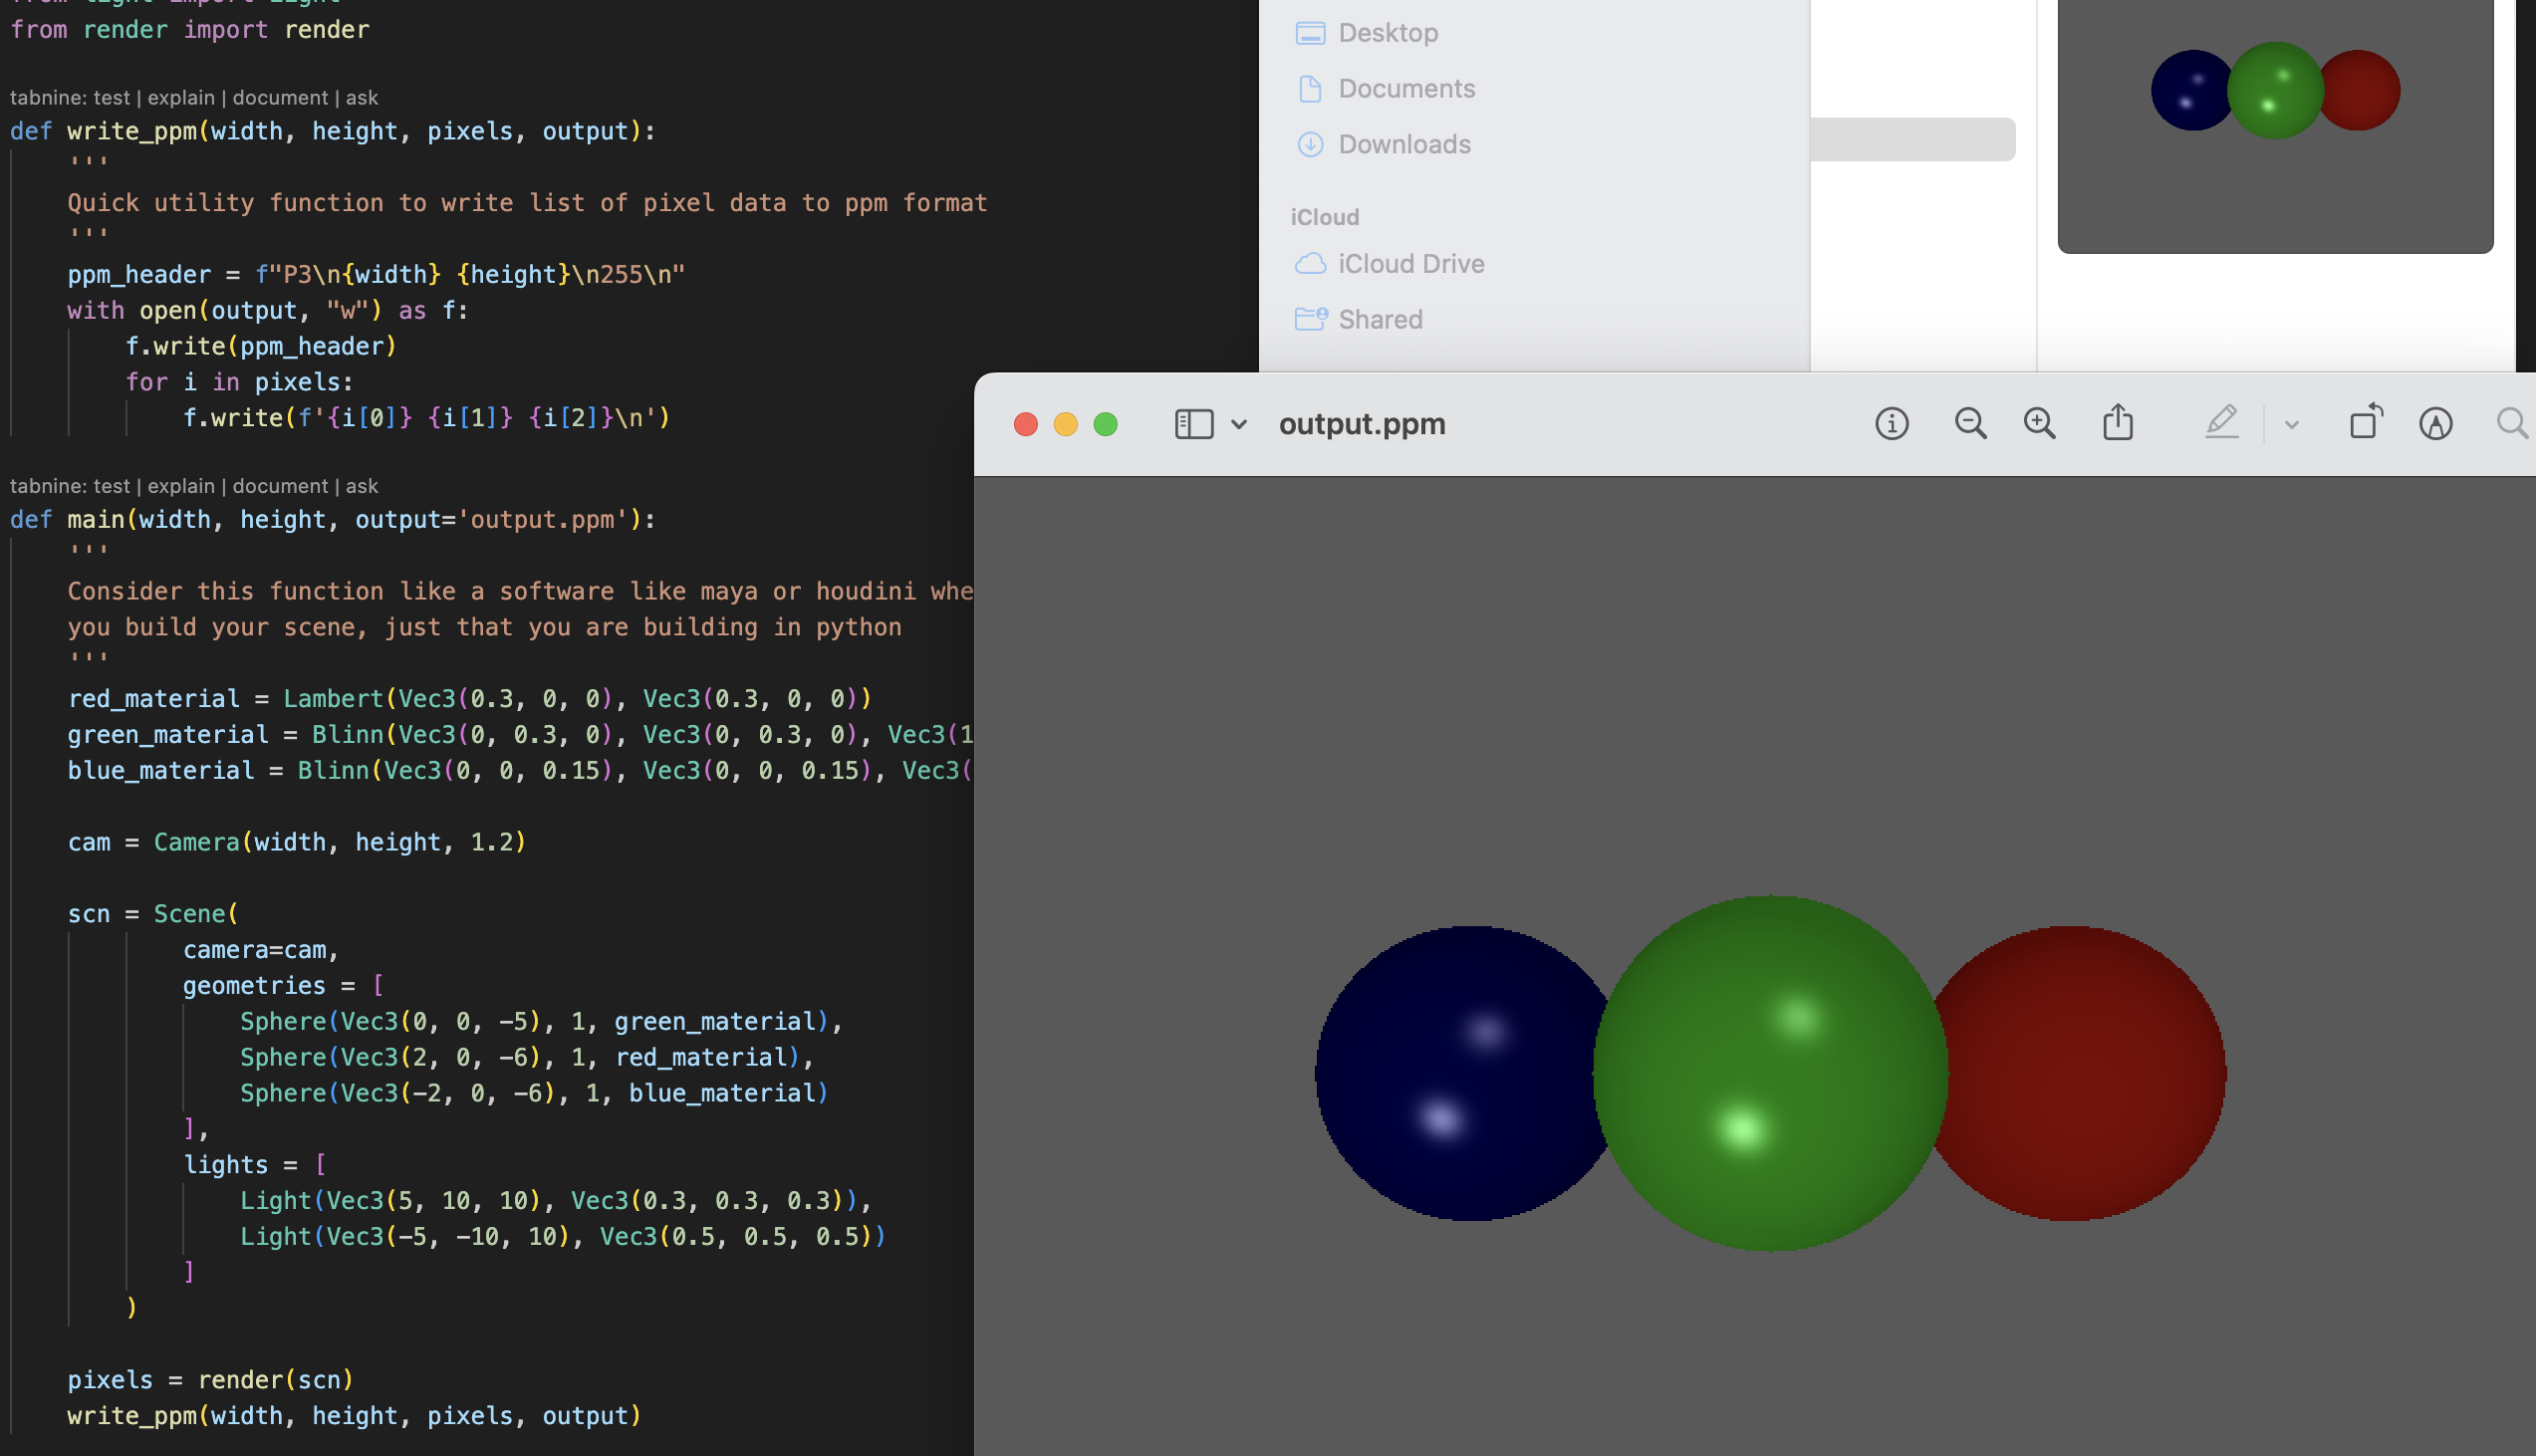 from light import Light
from render import render
tabnine: test | explain | document | ask
def write_ppm(width, height, pixels, output):
    '''
    Quick utility function to write list of pixel data to ppm format
    '''
    ppm_header = f"P3\n{width} {height}\n255\n"
    with open(output, "w") as f:
        f.write(ppm_header)
        for i in pixels:
            f.write(f'{i[0]} {i[1]} {i[2]}\n')
tabnine: test | explain | document | ask
def main(width, height, output='output.ppm'):
    '''
    Consider this function like a software like maya or houdini whe
    you build your scene, just that you are building in python
    '''
    red_material = Lambert(Vec3(0.3, 0, 0), Vec3(0.3, 0, 0))
    green_material = Blinn(Vec3(0, 0.3, 0), Vec3(0, 0.3, 0), Vec3(1
    blue_material = Blinn(Vec3(0, 0, 0.15), Vec3(0, 0, 0.15), Vec3(
    cam = Camera(width, height, 1.2)
    scn = Scene(
            camera=cam,
            geometries = [
                Sphere(Vec3(0, 0, -5), 1, green_material),
                Sphere(Vec3(2, 0, -6), 1, red_material),
                Sphere(Vec3(-2, 0, -6), 1, blue_material)
            ],
            lights = [
                Light(Vec3(5, 10, 10), Vec3(0.3, 0.3, 0.3)),
                Light(Vec3(-5, -10, 10), Vec3(0.5, 0.5, 0.5))
            ]
        )
    pixels = render(scn)
    write_ppm(width, height, pixels, output)
Desktop
Documents
Downloads
iCloud
iCloud Drive
Shared
output.ppm